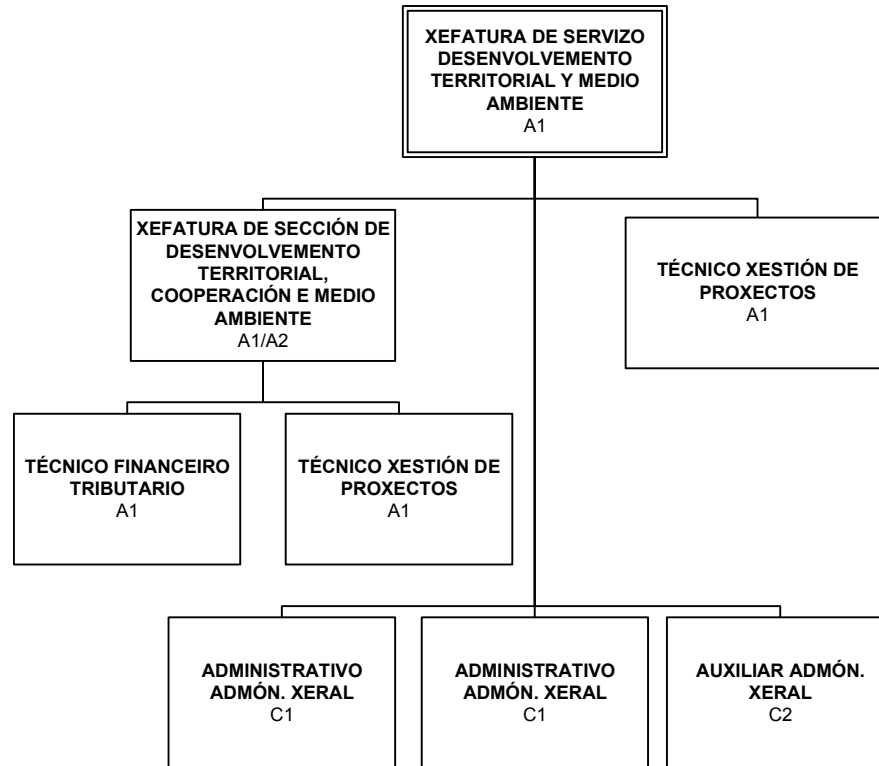 XEFATURA DE SERVIZO
DESENVOLVEMENTO
TERRITORIAL Y MEDIO
AMBIENTE
A1
XEFATURA DE SECCIÓN DE
DESENVOLVEMENTO
TERRITORIAL,
COOPERACIÓN E MEDIO
AMBIENTE
A1/A2
TÉCNICO XESTIÓN DE
PROXECTOS
A1
TÉCNICO FINANCEIRO
TRIBUTARIO
A1
TÉCNICO XESTIÓN DE
PROXECTOS
A1
ADMINISTRATIVO
ADMÓN. XERAL
C1
ADMINISTRATIVO
ADMÓN. XERAL
C1
AUXILIAR ADMÓN.
XERAL
C2